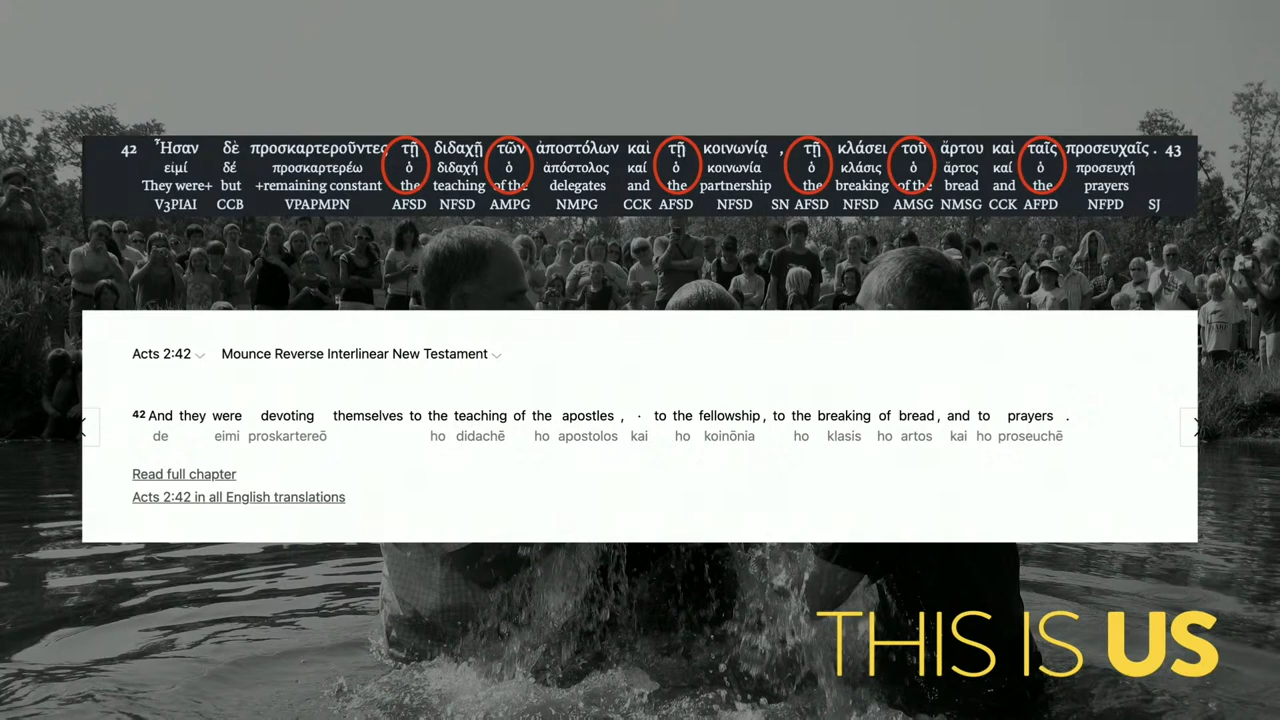 42 Ἦσαν δὲ προσκαρτεροῦντες τῇ διδαχῇ τῶν ἀποστόλων καὶ τῇ κοινωνίᾳ , τῇ κλάσει τοῦ ἄρτου καὶ ταῖς προσευχαῖς . 43
εἰμί δέ προσκαρτερέω ὁ διδαχή ὁ ἀπόστολος καί ὁ κοινωνία ὁ κλάσις ὁ ἄρτος καί ὁ προσευχή
They were+ but +remaining constant the teaching of the delegates and the partnership the breaking of the bread and the prayers
V3PIAI CCB VPAPMPN AFSD NFSD AMPG NMPG CCK AFSD NFSD SN AFSD NFSD AMSG NMSG CCK AFPD NFPD SJ
Acts 2:42 Mounce Reverse Interlinear New Testament
42 And they were devoting themselves to the teaching of the apostles , · to the fellowship , to the breaking of bread , and to prayers .
de eimi proskartereō ho didachē ho apostolos kai ho koinōnia ho klasis ho artos kai ho proseuchē
Read full chapter
Acts 2:42 in all English translations
THIS IS US